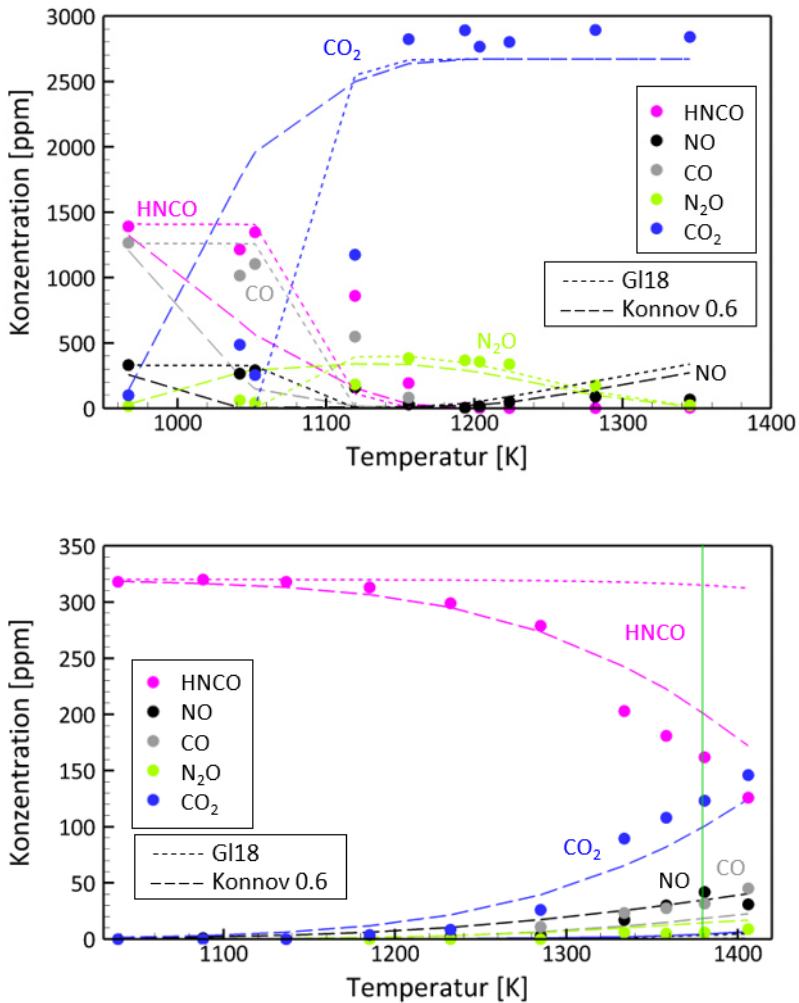 3000
2500
2000
1500
1000
500
0
Konzentration [ppm]
CO₂
HNCO
CO
N₂O
NO
HNCO
NO
CO
N₂O
CO₂
Gl18
Konnov 0.6
1000
1100
1200
1300
1400
Temperatur [K]
350
300
250
200
150
100
50
0
Konzentration [ppm]
HNCO
CO₂
NO
CO
HNCO
NO
CO
N₂O
CO₂
Gl18
Konnov 0.6
1100
1200
1300
1400
Temperatur [K]